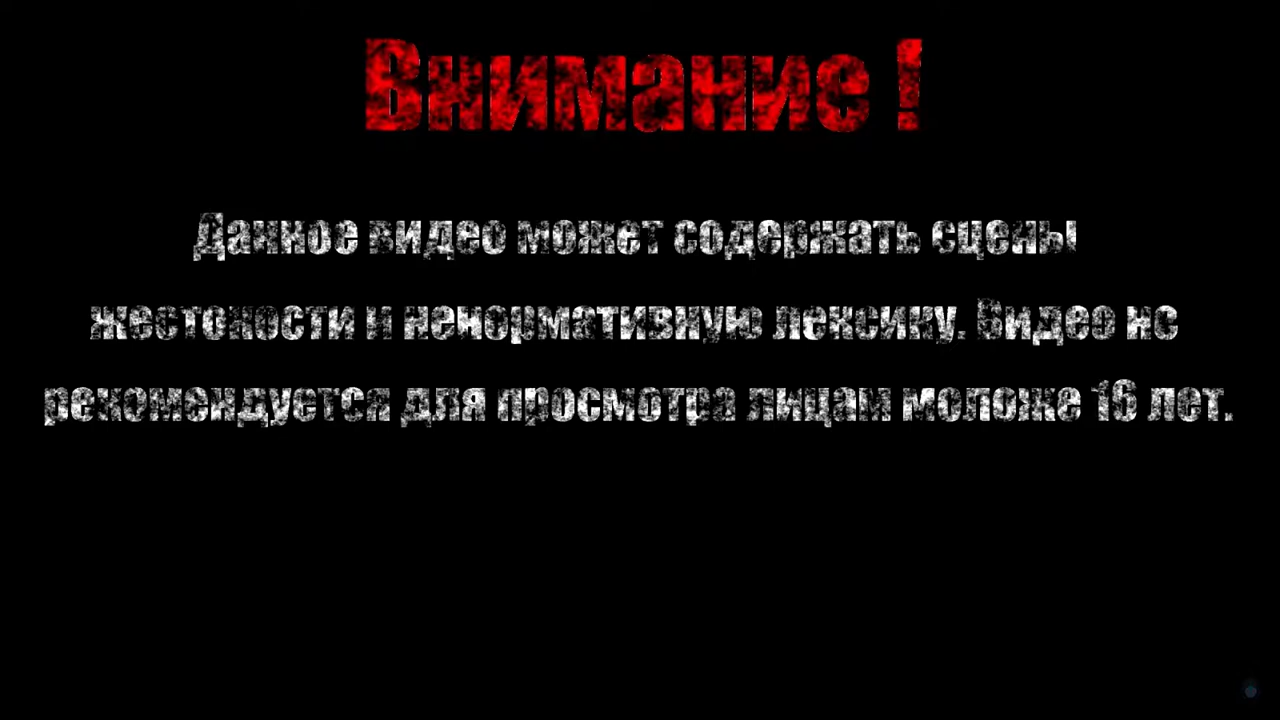 Внимание !
Данное видео может содержать сцены
жестокости и ненормативную лексику. Видео не
рекомендуется для просмотра лицам моложе 16 лет.